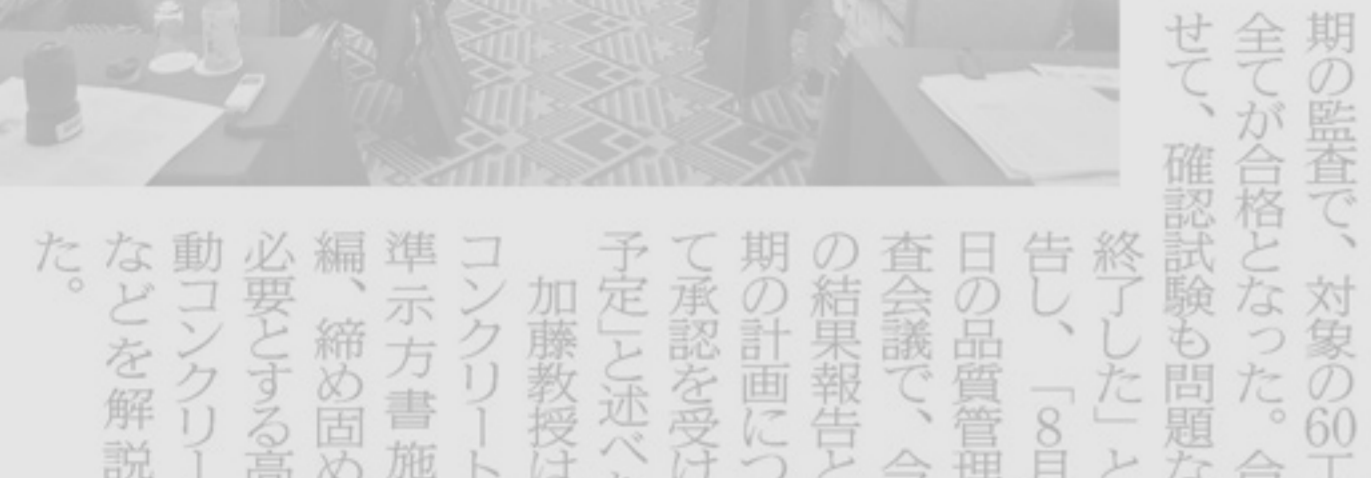 期の監査で、対象の60工
全てが合格となった。合
せて、確認試験も問題な
終了した」と
告し、「8月
日の品質管理
査会議で、今
の結果報告と
期の計画につ
て承認を受け
予定」と述べた
加藤教授は
コンクリート
準示方書施
編、締め固め
必要とする高
動コンクリー
などを解説
た。